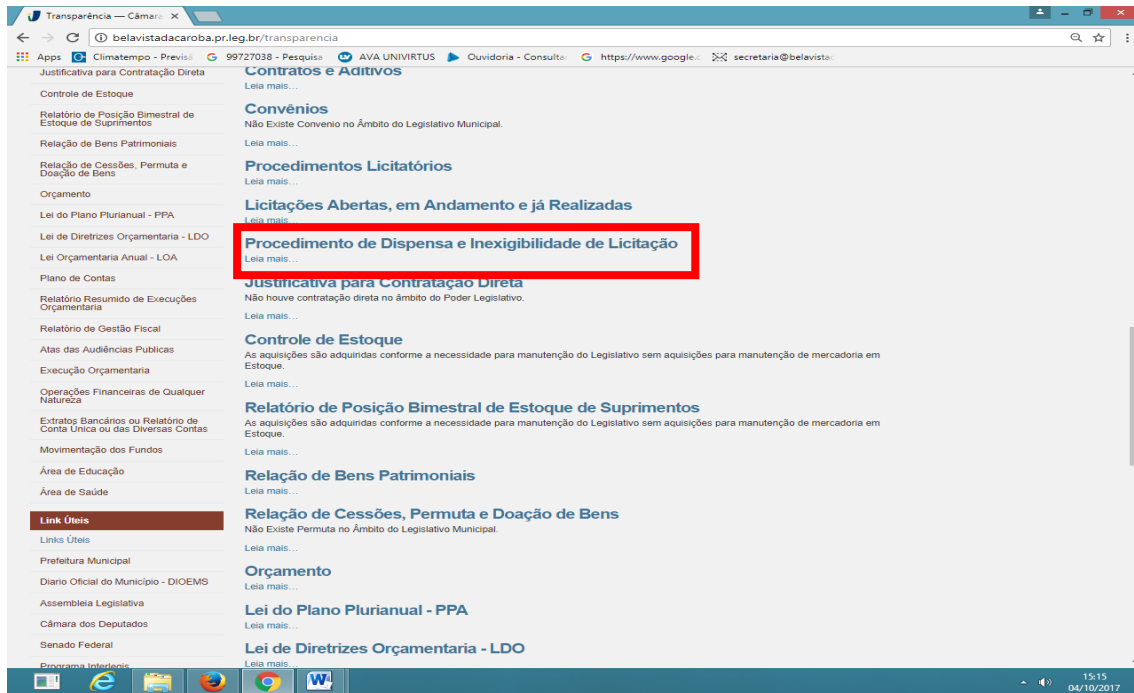 Transparência — Câmara
belavistadacaroba.pr.leg.br/transparencia
Apps Climatempo - Previsã 99727038 - Pesquisa AVA UNIVIRTUS Ouvidoria - Consulta https://www.google.c secretaria@belavistac
Justificativa para Contratação Direta
Controle de Estoque
Relatório de Posição Bimestral de
Estoque de Suprimentos
Relação de Bens Patrimoniais
Relação de Cessões, Permuta e
Doação de Bens
Orçamento
Lei do Plano Plurianual - PPA
Lei de Diretrizes Orçamentaria - LDO
Lei Orçamentaria Anual - LOA
Plano de Contas
Relatório Resumido de Execuções
Orçamentaria
Relatório de Gestão Fiscal
Atas das Audiências Publicas
Execução Orçamentaria
Operações Financeiras de Qualquer
Natureza
Extratos Bancários ou Relatório de
Conta Única ou das Diversas Contas
Movimentação dos Fundos
Área de Educação
Área de Saúde
Link Úteis
Links Úteis
Prefeitura Municipal
Diario Oficial do Município - DIOEMS
Assembleia Legislativa
Câmara dos Deputados
Senado Federal
Programa Interlegis
Contratos e Aditivos
Leia mais…
Convênios
Não Existe Convenio no Âmbito do Legislativo Municipal.
Leia mais…
Procedimentos Licitatórios
Leia mais…
Licitações Abertas, em Andamento e já Realizadas
Leia mais…
Procedimento de Dispensa e Inexigibilidade de Licitação
Leia mais…
Justificativa para Contratação Direta
Não houve contratação direta no âmbito do Poder Legislativo.
Leia mais…
Controle de Estoque
As aquisições são adquiridas conforme a necessidade para manutenção do Legislativo sem aquisições para manutenção de mercadoria em
Estoque.
Leia mais…
Relatório de Posição Bimestral de Estoque de Suprimentos
As aquisições são adquiridas conforme a necessidade para manutenção do Legislativo sem aquisições para manutenção de mercadoria em
Estoque.
Leia mais…
Relação de Bens Patrimoniais
Leia mais…
Relação de Cessões, Permuta e Doação de Bens
Não Existe Permuta no Âmbito do Legislativo Municipal.
Leia mais…
Orçamento
Leia mais…
Lei do Plano Plurianual - PPA
Leia mais…
Lei de Diretrizes Orçamentaria - LDO
Leia mais…
15:15
04/10/2017